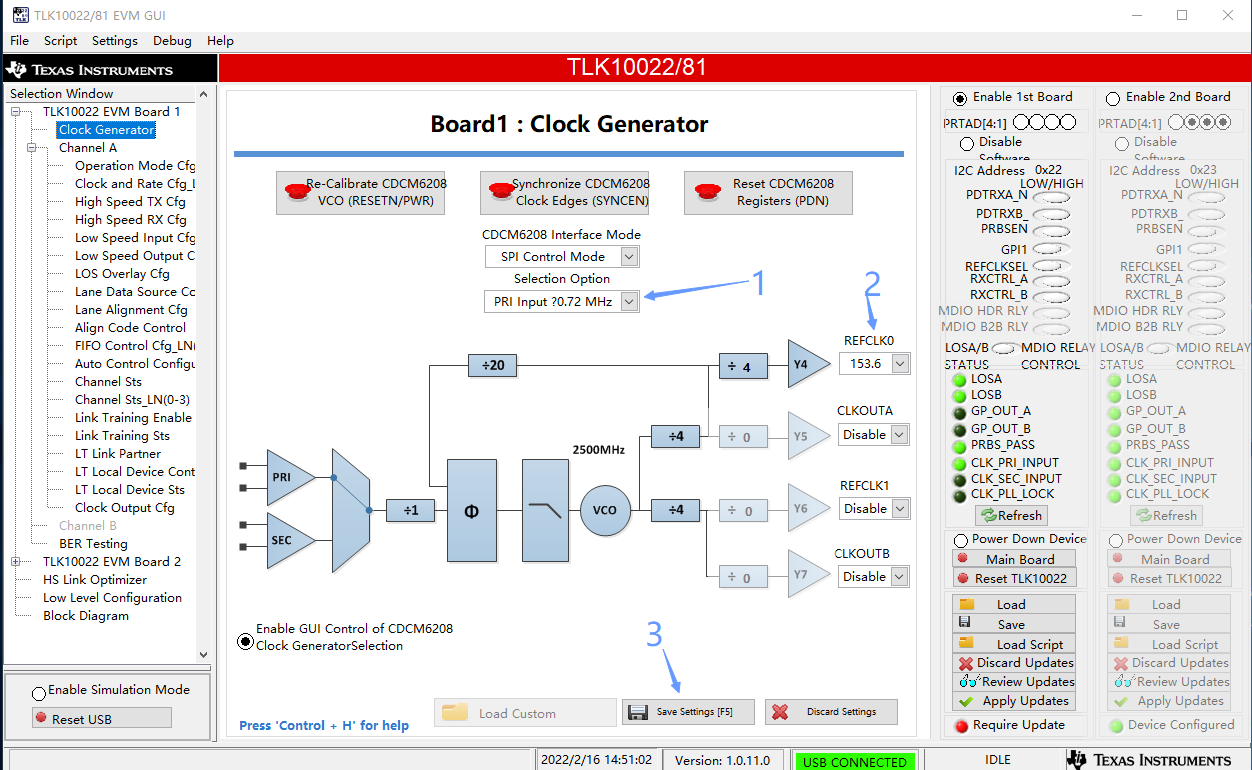 TLK10022/81 EVM GUI
File Script Settings Debug Help
TEXAS INSTRUMENTS
TLK10022/81
Selection Window
TLK10022 EVM Board 1
Clock Generator
Channel A
Operation Mode Cfg
Clock and Rate Cfg_L
High Speed TX Cfg
High Speed RX Cfg
Low Speed Input Cfg
Low Speed Output C
LOS Overlay Cfg
Lane Data Source Co
Lane Alignment Cfg
Align Code Control
FIFO Control Cfg_LN(
Auto Control Configu
Channel Sts
Channel Sts_LN(0-3)
Link Training Enable
Link Training Sts
LT Link Partner
LT Local Device Cont
LT Local Device Sts
Clock Output Cfg
Channel B
BER Testing
TLK10022 EVM Board 2
HS Link Optimizer
Low Level Configuration
Block Diagram
Enable Simulation Mode
Reset USB
Board1 : Clock Generator
Re-Calibrate CDCM6208
VCO (RESETN/PWR)
Synchronize CDCM6208
Clock Edges (SYNCEN)
Reset CDCM6208
Registers (PDN)
CDCM6208 Interface Mode
SPI Control Mode
Selection Option
PRI Input ?0.72 MHz
1
2
REFCLK0
÷20
÷ 4
Y4
153.6
CLKOUTA
÷4
÷ 0
Y5
Disable
2500MHz
PRI
REFCLK1
÷1
Φ
VCO
÷4
÷ 0
Y6
Disable
SEC
CLKOUTB
÷ 0
Y7
Disable
Enable GUI Control of CDCM6208
Clock GeneratorSelection
3
Press 'Control + H' for help
Load Custom
Save Settings [F5]
Discard Settings
Enable 1st Board
PRTAD[4:1]
Disable
Software
I2C Address 0x22
LOW/HIGH
PDTRXA_N
PDTRXB_
PRBSEN
GPI1
REFCLKSEL
RXCTRL_A
RXCTRL_B
MDIO HDR RLY
MDIO B2B RLY
LOSA/B MDIO RELAY
STATUS CONTROL
LOSA
LOSB
GP_OUT_A
GP_OUT_B
PRBS_PASS
CLK_PRI_INPUT
CLK_SEC_INPUT
CLK_PLL_LOCK
Refresh
Power Down Device
Main Board
Reset TLK10022
Load
Save
Load Script
Discard Updates
Review Updates
Apply Updates
Require Update
Enable 2nd Board
PRTAD[4:1]
Disable
Software
I2C Address 0x23
LOW/HIGH
PDTRXA_N
PDTRXB_
PRBSEN
GPI1
REFCLKSEL
RXCTRL_A
RXCTRL_B
MDIO HDR RLY
MDIO B2B RLY
LOSA/B MDIO RELAY
STATUS CONTROL
LOSA
LOSB
GP_OUT_A
GP_OUT_B
PRBS_PASS
CLK_PRI_INPUT
CLK_SEC_INPUT
CLK_PLL_LOCK
Refresh
Power Down Device
Main Board
Reset TLK10022
Load
Save
Load Script
Discard Updates
Review Updates
Apply Updates
Device Configured
2022/2/16 14:51:02
Version: 1.0.11.0
USB CONNECTED
IDLE
TEXAS INSTRUMENTS